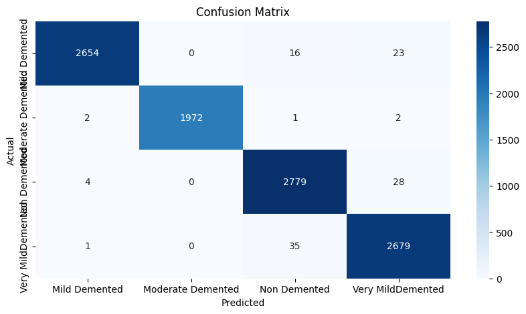 Confusion Matrix
Mild Demented
2654 0 16 23
Moderate Demented
2 1972 1 2
Non Demented
4 0 2779 28
Very MildDemented
1 0 35 2679
Actual
Mild Demented Moderate Demented Non Demented Very MildDemented
Predicted
2500
2000
1500
1000
500
0